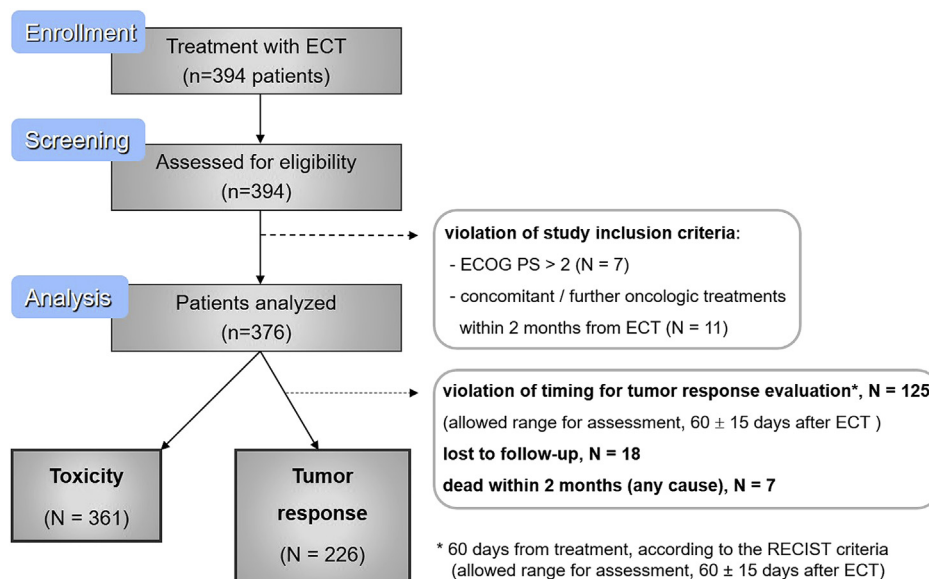 Enrollment
Treatment with ECT
(n=394 patients)
Screening
Assessed for eligibility
(n=394)
violation of study inclusion criteria:
- ECOG PS > 2 (N = 7)
- concomitant / further oncologic treatments
within 2 months from ECT (N = 11)
Analysis
Patients analyzed
(n=376)
violation of timing for tumor response evaluation*, N = 125
(allowed range for assessment, 60 ± 15 days after ECT )
lost to follow-up, N = 18
dead within 2 months (any cause), N = 7
Toxicity
(N = 361)
Tumor
response
(N = 226)
* 60 days from treatment, according to the RECIST criteria
(allowed range for assessment, 60 ± 15 days after ECT)